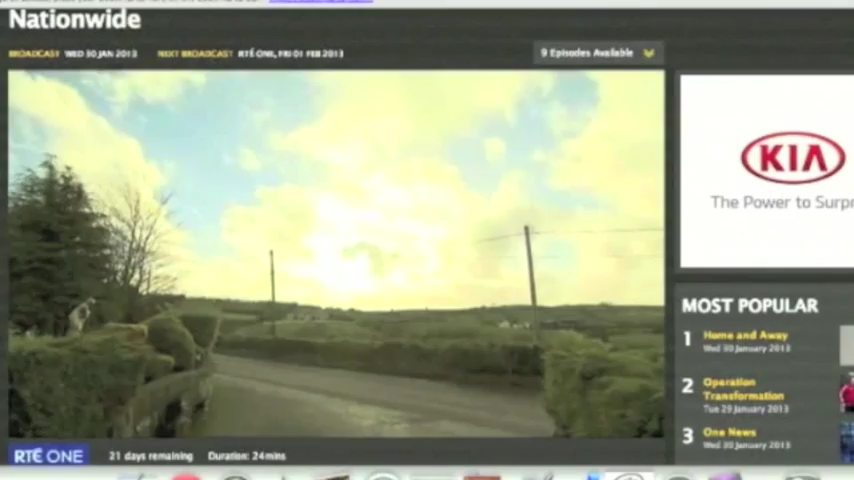 Nationwide
BROADCAST WED 30 JAN 2013 NEXT BROADCAST RTÉ ONE, FRI 01 FEB 2013
9 Episodes Available
KIA
The Power to Surpr
MOST POPULAR
1 Home and Away
Wed 30 January 2013
2 Operation
Transformation
Tue 29 January 2013
3 One News
Wed 30 January 2013
RTÉ ONE 21 days remaining Duration: 24mins